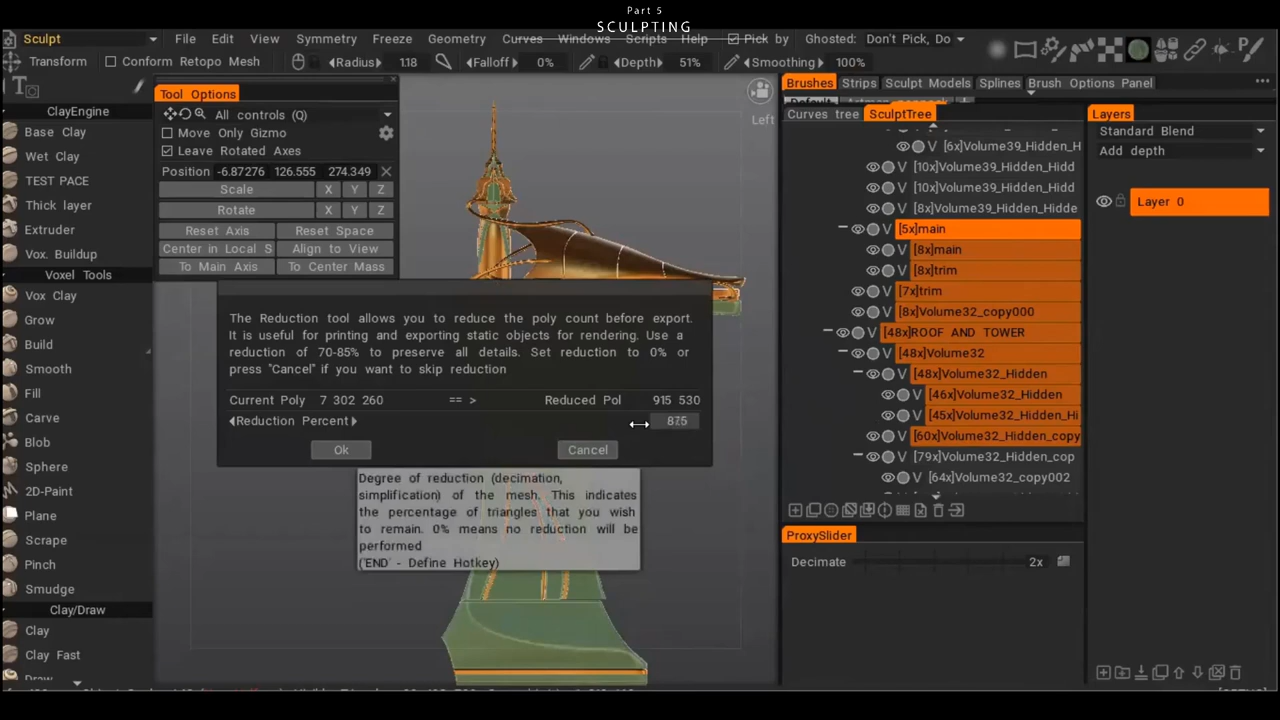 Part 5
SCULPTING
Sculpt
File Edit View Symmetry Freeze Geometry Curves Windows Scripts Help Pick by Ghosted: Don't Pick, Do
Transform Conform Retopo Mesh Radius 118 Falloff 0% Depth 51% Smoothing 100%
ClayEngine
Base Clay
Wet Clay
TEST PACE
Thick layer
Extruder
Vox. Buildup
Voxel Tools
Vox Clay
Grow
Build
Smooth
Fill
Carve
Blob
Sphere
2D-Paint
Plane
Scrape
Pinch
Smudge
Clay/Draw
Clay
Clay Fast
Draw
Tool Options
All controls (Q)
Move Only Gizmo
Leave Rotated Axes
Position -6.87276 126.555 274.349
Scale X Y Z
Rotate X Y Z
Reset Axis Reset Space
Center in Local S Align to View
To Main Axis To Center Mass
Left
The Reduction tool allows you to reduce the poly count before export.
It is useful for printing and exporting static objects for rendering. Use a
reduction of 70-85% to preserve all details. Set reduction to 0% or
press "Cancel" if you want to skip reduction
Current Poly 7 302 260 == > Reduced Pol 915 530
Reduction Percent 87.5
Ok Cancel
Degree of reduction (decimation,
simplification) of the mesh. This indicates
the percentage of triangles that you wish
to remain. 0% means no reduction will be
performed
('END' - Define Hotkey)
Brushes Strips Sculpt Models Splines Brush Options Panel
Curves tree SculptTree
[6x]Volume39_Hidden_H
[10x]Volume39_Hidden_Hidd
[10x]Volume39_Hidden_Hidd
[8x]Volume39_Hidden_Hidde
[5x]main
[8x]main
[8x]trim
[7x]trim
[8x]Volume32_copy000
[48x]ROOF AND TOWER
[48x]Volume32
[48x]Volume32_Hidden
[46x]Volume32_Hidden
[45x]Volume32_Hidden_Hi
[60x]Volume32_Hidden_copy
[79x]Volume32_Hidden_cop
[64x]Volume32_copy002
ProxySlider
Decimate 2x
Layers
Standard Blend
Add depth
Layer 0